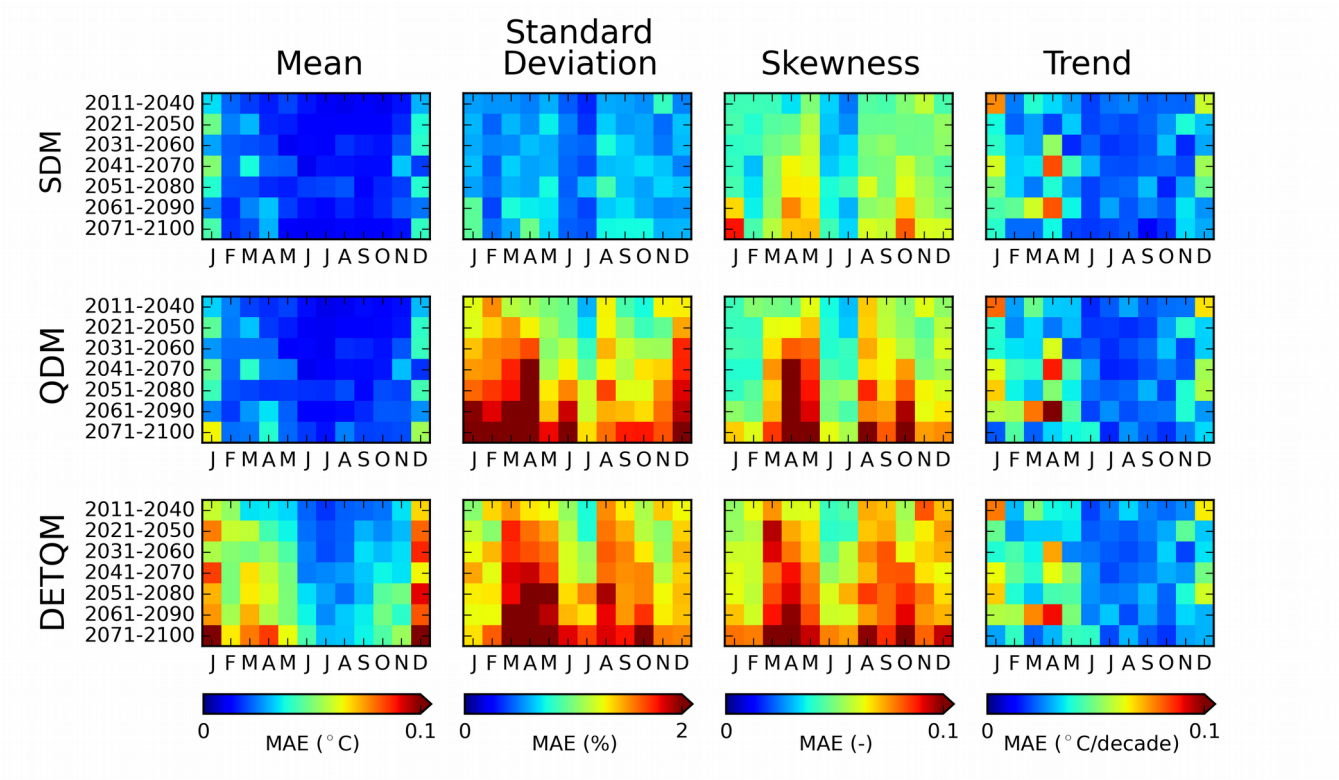 Mean
Standard
Deviation
Skewness
Trend
SDM
2011-2040
2021-2050
2031-2060
2041-2070
2051-2080
2061-2090
2071-2100
J F M A M J J A S O N D
J F M A M J J A S O N D
J F M A M J J A S O N D
J F M A M J J A S O N D
QDM
2011-2040
2021-2050
2031-2060
2041-2070
2051-2080
2061-2090
2071-2100
J F M A M J J A S O N D
J F M A M J J A S O N D
J F M A M J J A S O N D
J F M A M J J A S O N D
DETQM
2011-2040
2021-2050
2031-2060
2041-2070
2051-2080
2061-2090
2071-2100
J F M A M J J A S O N D
J F M A M J J A S O N D
J F M A M J J A S O N D
J F M A M J J A S O N D
0 0.1
MAE (°C)
0 2
MAE (%)
0 0.1
MAE (-)
0 0.1
MAE (°C/decade)